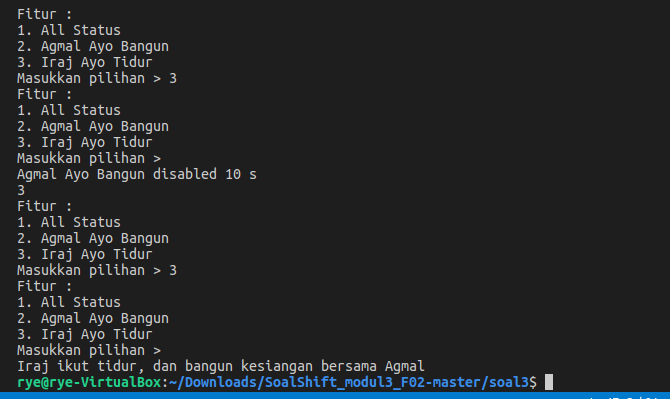 Fitur :
1. All Status
2. Agmal Ayo Bangun
3. Iraj Ayo Tidur
Masukkan pilihan > 3
Fitur :
1. All Status
2. Agmal Ayo Bangun
3. Iraj Ayo Tidur
Masukkan pilihan >
Agmal Ayo Bangun disabled 10 s
3
Fitur :
1. All Status
2. Agmal Ayo Bangun
3. Iraj Ayo Tidur
Masukkan pilihan > 3
Fitur :
1. All Status
2. Agmal Ayo Bangun
3. Iraj Ayo Tidur
Masukkan pilihan >
Iraj ikut tidur, dan bangun kesiangan bersama Agmal
rye@rye-VirtualBox:~/Downloads/SoalShift_modul3_F02-master/soal3$